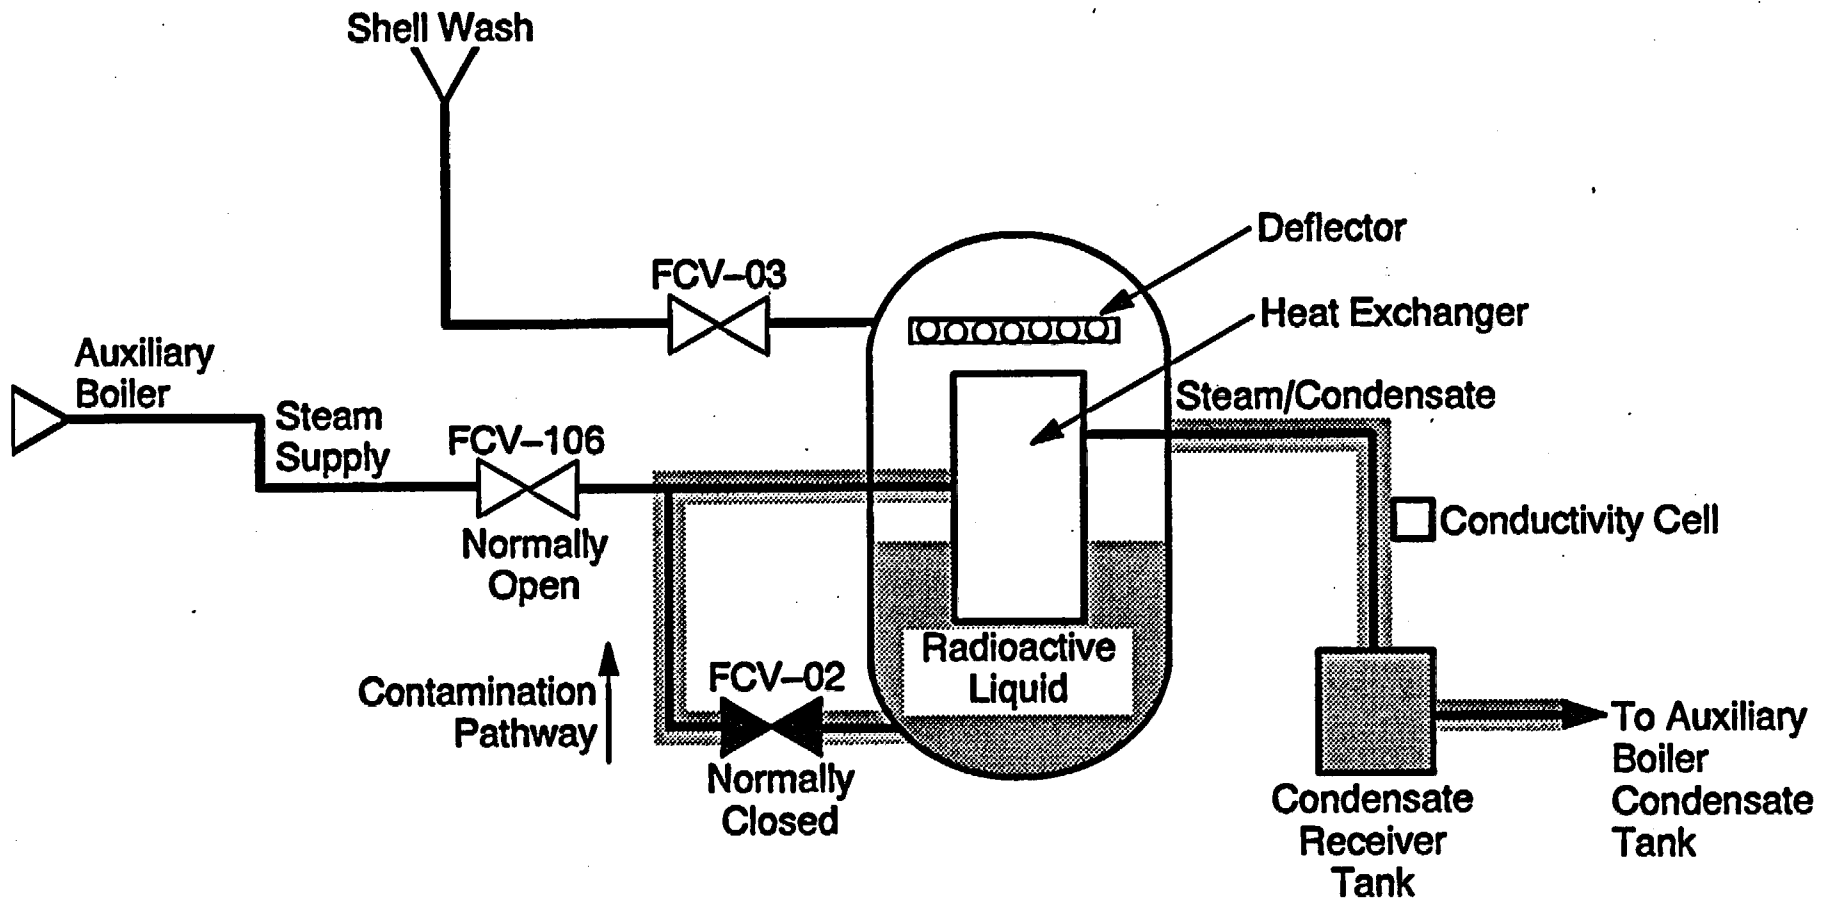 Shell Wash
FCV–03
Deflector
Heat Exchanger
Auxiliary
Boiler
Steam
Supply
FCV–106
Normally
Open
Steam/Condensate
Conductivity Cell
Contamination
Pathway
FCV–02
Normally
Closed
Radioactive
Liquid
Condensate
Receiver
Tank
To Auxiliary
Boiler
Condensate
Tank